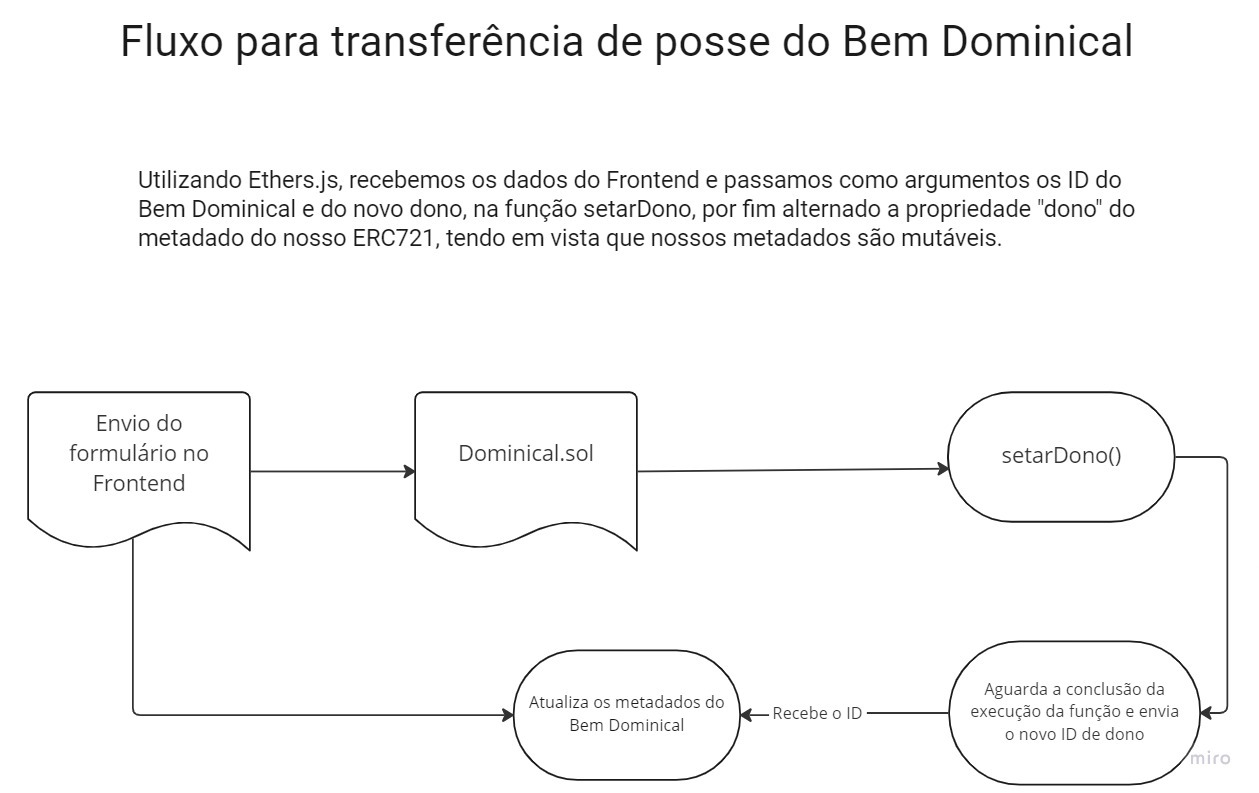 Fluxo para transferência de posse do Bem Dominical
Utilizando Ethers.js, recebemos os dados do Frontend e passamos como argumentos os ID do
Bem Dominical e do novo dono, na função setarDono, por fim alternado a propriedade "dono" do
metadado do nosso ERC721, tendo em vista que nossos metadados são mutáveis.
Envio do
formulário no
Frontend
Dominical.sol
setarDono()
Atualiza os metadados do
Bem Dominical
Recebe o ID
Aguarda a conclusão da
execução da função e envia
o novo ID de dono
miro